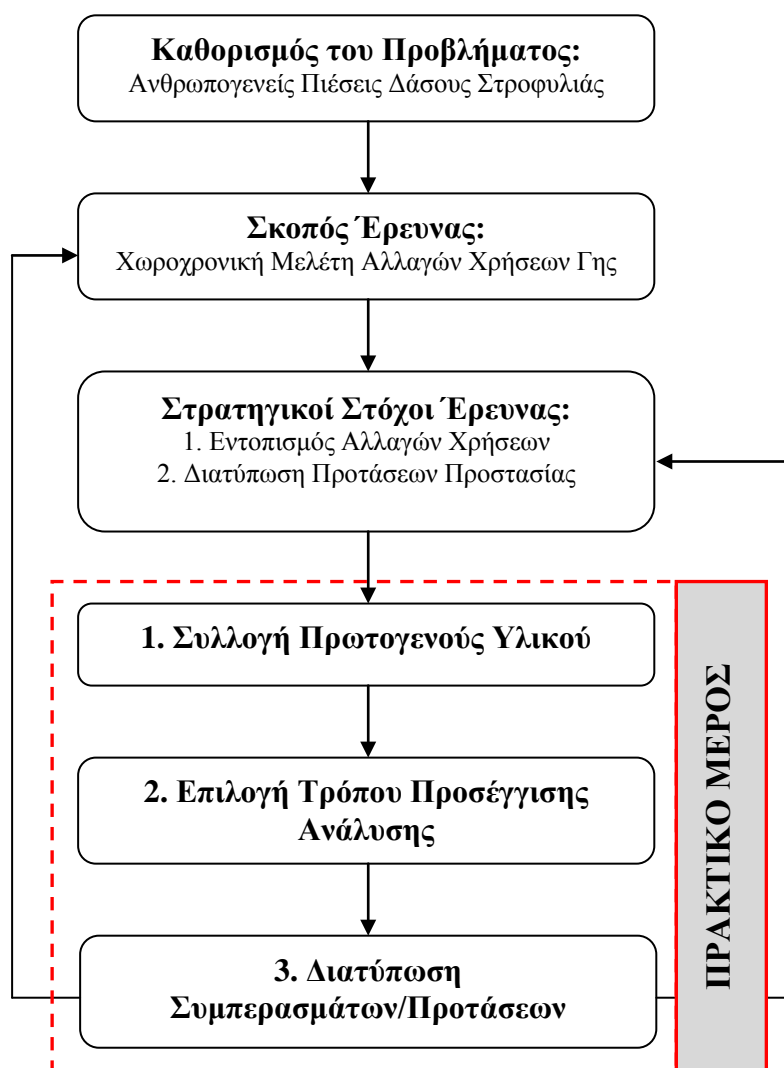 Καθορισμός του Προβλήματος:
Ανθρωπογενείς Πιέσεις Δάσους Στροφυλιάς
Σκοπός Έρευνας:
Χωροχρονική Μελέτη Αλλαγών Χρήσεων Γης
Στρατηγικοί Στόχοι Έρευνας:
1. Εντοπισμός Αλλαγών Χρήσεων
2. Διατύπωση Προτάσεων Προστασίας
1. Συλλογή Πρωτογενούς Υλικού
2. Επιλογή Τρόπου Προσέγγισης
Ανάλυσης
3. Διατύπωση
Συμπερασμάτων/Προτάσεων
ΠΡΑΚΤΙΚΟ ΜΕΡΟΣ